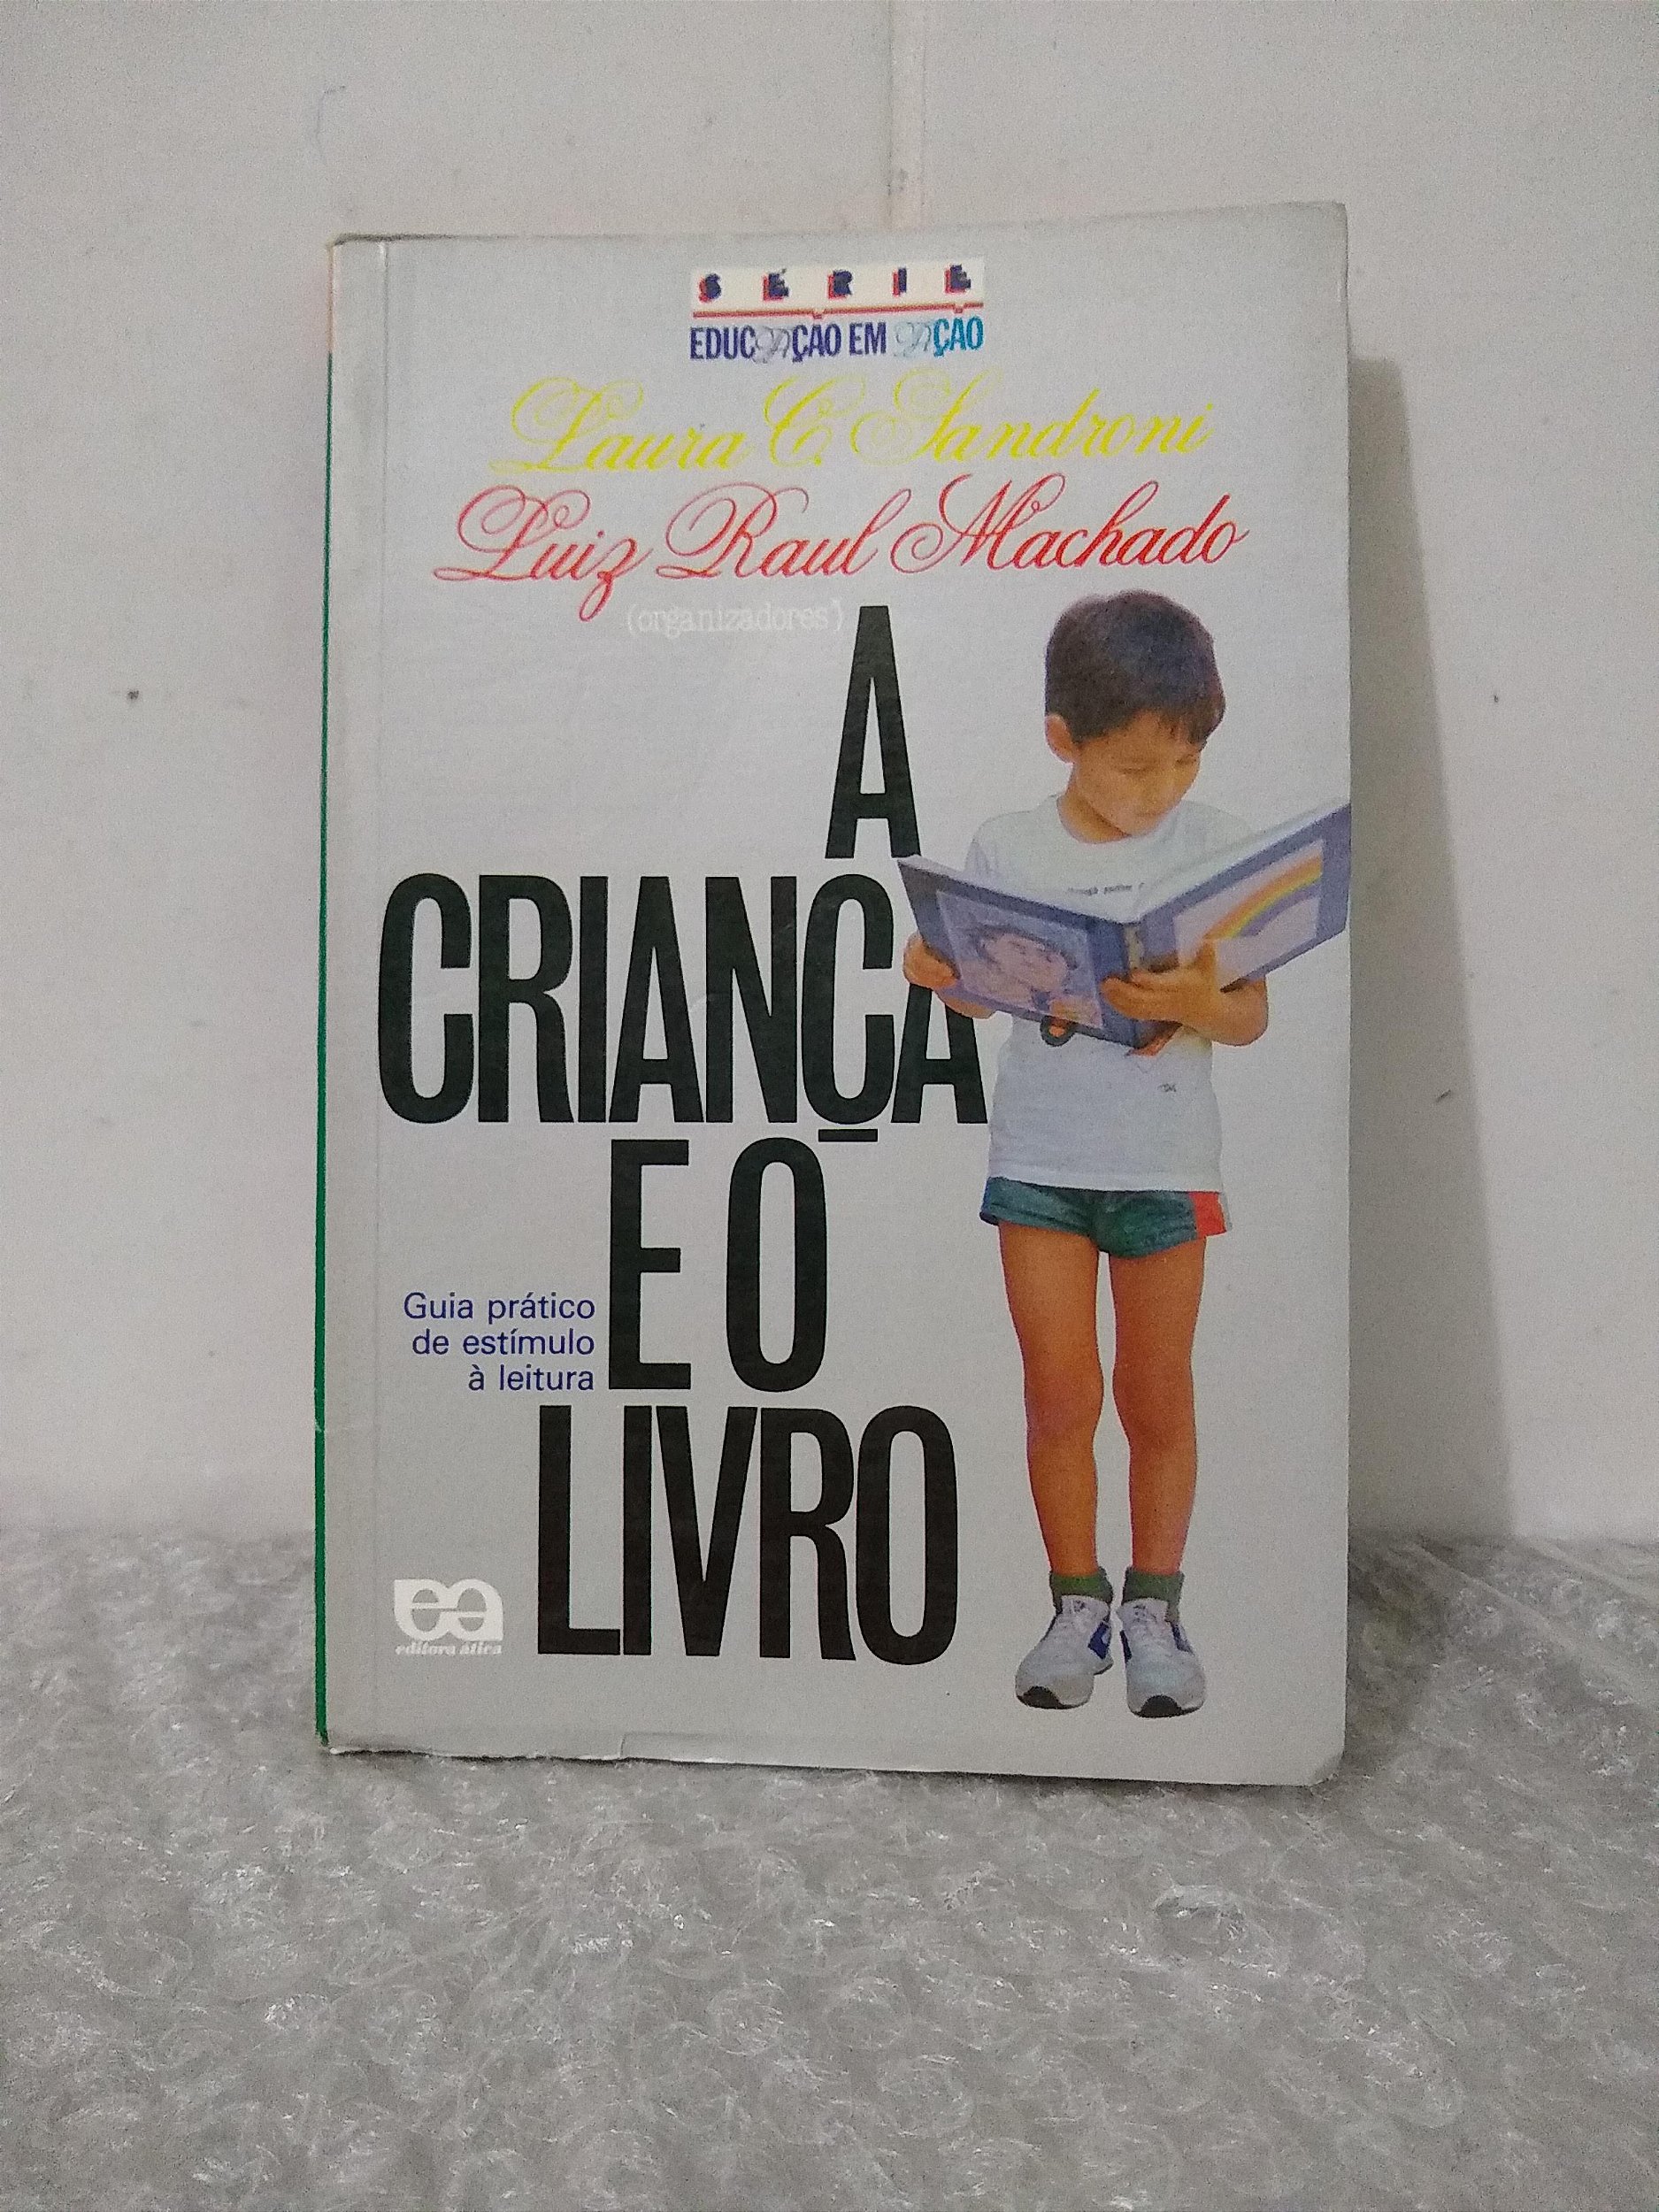 SÉRIE
EDUCAÇÃO EM AÇÃO
Laura C. Sandroni
Luiz Raul Machado
(organizadores)
A
CRIANÇA
E O
Guia prático
de estímulo
à leitura
LIVRO
editora ática